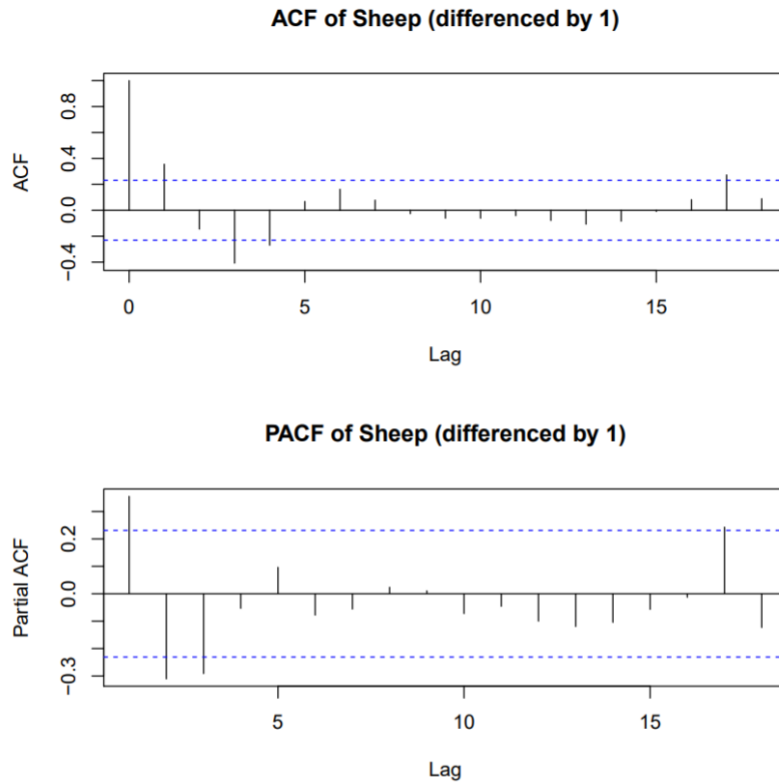 ACF of Sheep (differenced by 1)
ACF
0.8
0.4
0.0
−0.4
0 5 10 15
Lag
PACF of Sheep (differenced by 1)
Partial ACF
0.2
0.0
−0.3
5 10 15
Lag